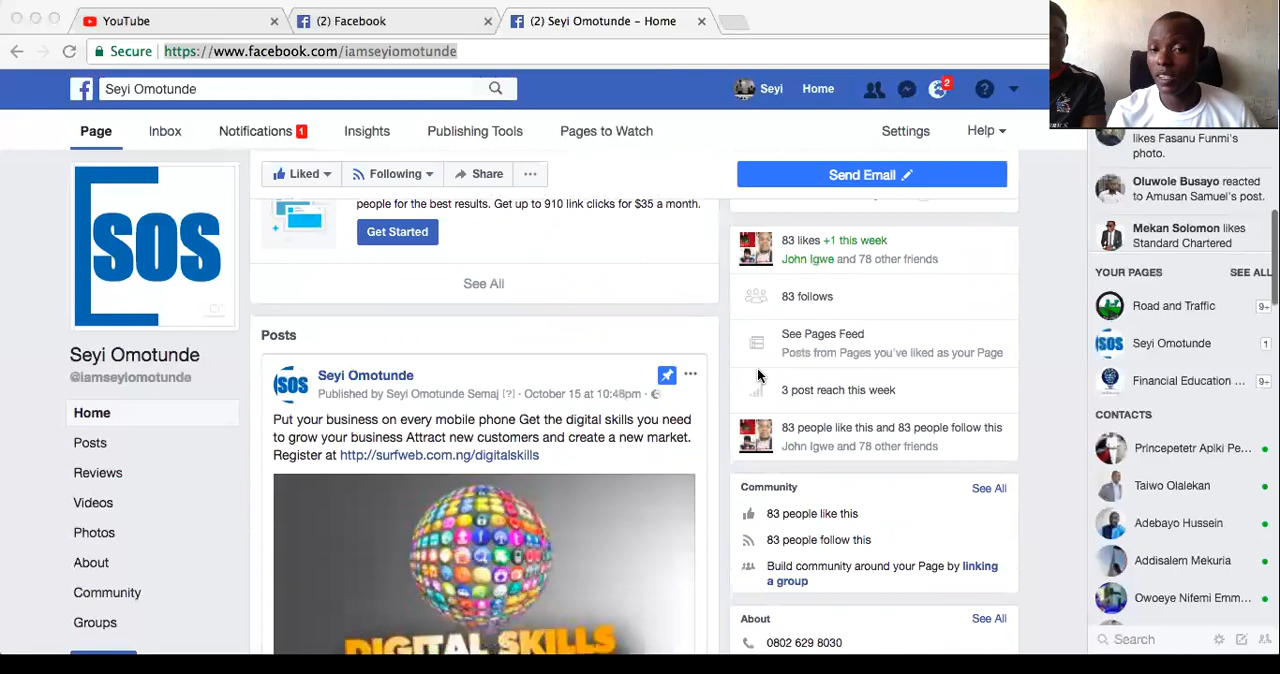 YouTube
(2) Facebook
(2) Seyi Omotunde - Home
Secure https://www.facebook.com/iamseyiomotunde
Seyi Omotunde
Seyi
Home
2
Page
Inbox
Notifications 1
Insights
Publishing Tools
Pages to Watch
Settings
Help
SOS
Seyi Omotunde
@iamseyiomotunde
Home
Posts
Reviews
Videos
Photos
About
Community
Groups
Liked
Following
Share
Send Email
people for the best results. Get up to 910 link clicks for $35 a month.
Get Started
See All
Posts
SOS
Seyi Omotunde
Published by Seyi Omotunde Semaj [?] · October 15 at 10:48pm ·
Put your business on every mobile phone Get the digital skills you need
to grow your business Attract new customers and create a new market.
Register at http://surfweb.com.ng/digitalskills
DIGITAL SKILLS
83 likes +1 this week
John Igwe and 78 other friends
83 follows
See Pages Feed
Posts from Pages you've liked as your Page
3 post reach this week
83 people like this and 83 people follow this
John Igwe and 78 other friends
Community
See All
83 people like this
83 people follow this
Build community around your Page by linking
a group
About
See All
0802 629 8030
likes Fasanu Funmi's
photo.
Oluwole Busayo reacted
to Amusan Samuel's post.
Mekan Solomon likes
Standard Chartered
YOUR PAGES
SEE ALL
Road and Traffic
9+
SOS
Seyi Omotunde
1
Financial Education ...
9+
CONTACTS
Princepetetr Apiki Pe...
Taiwo Olalekan
Adebayo Hussein
Addisalem Mekuria
Owoeye Nifemi Emm...
Search